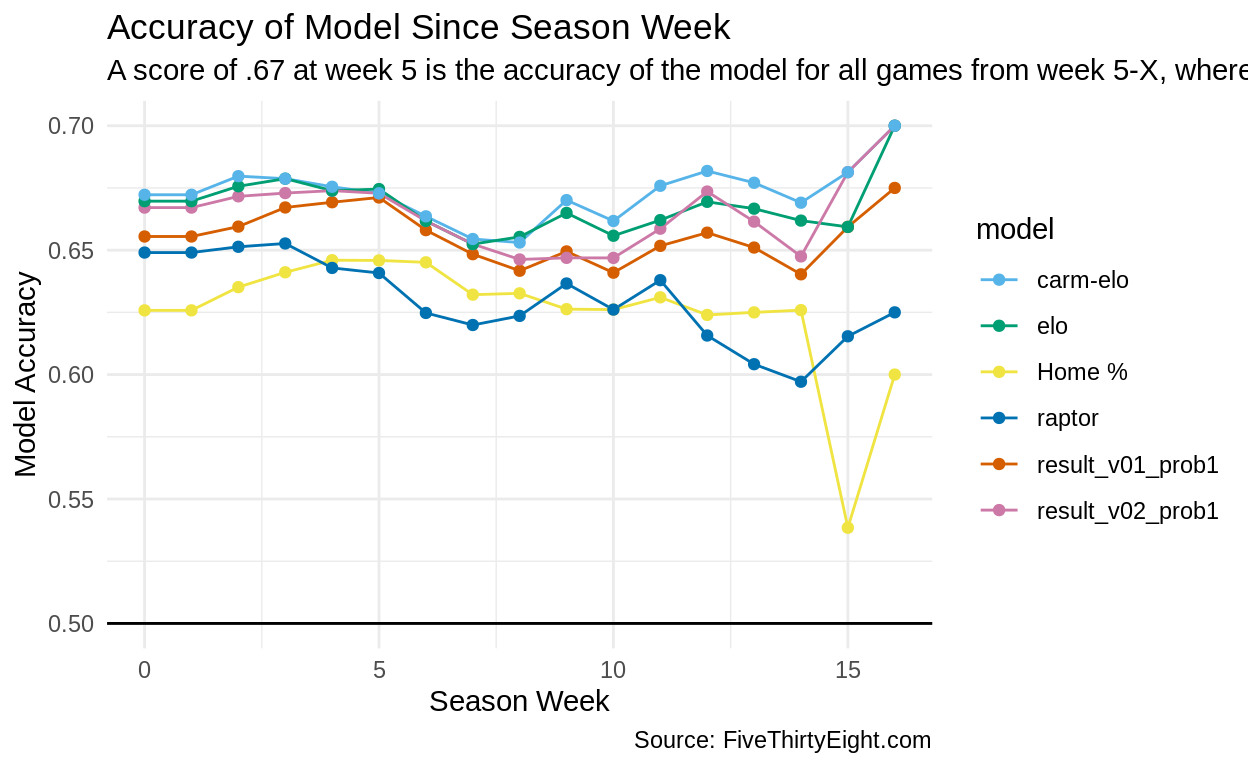 Accuracy of Model Since Season Week
A score of .67 at week 5 is the accuracy of the model for all games from week 5-X, where
0.70
0.65
0.60
0.55
0.50
Model Accuracy
0 5 10 15
Season Week
model
carm-elo
elo
Home %
raptor
result_v01_prob1
result_v02_prob1
Source: FiveThirtyEight.com